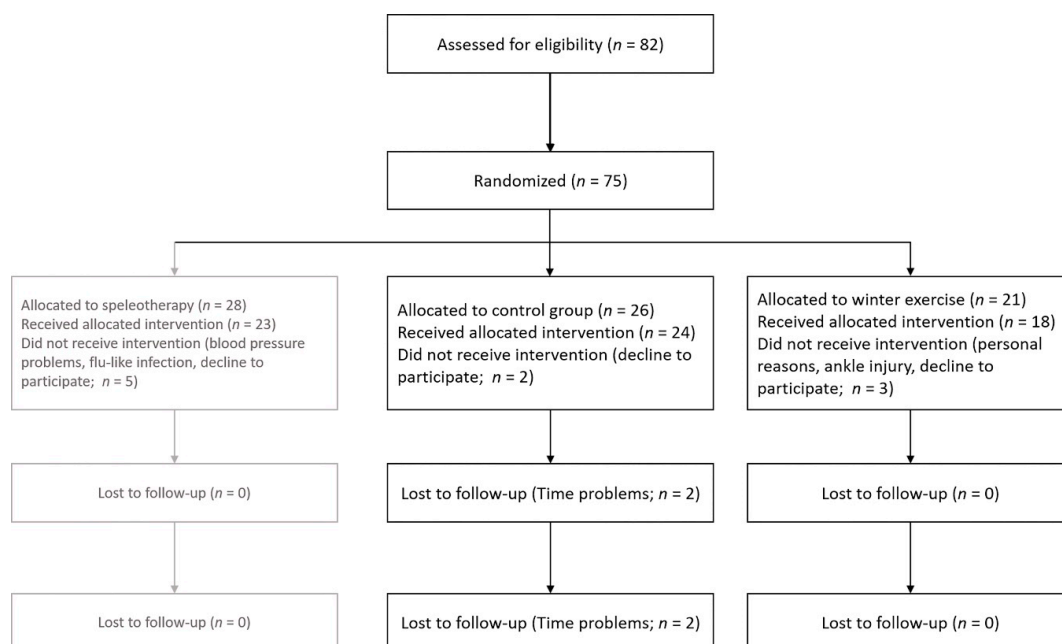 Assessed for eligibility (n = 82)
Randomized (n = 75)
Allocated to speleotherapy (n = 28)
Received allocated intervention (n = 23)
Did not receive intervention (blood pressure
problems, flu-like infection, decline to
participate;  n = 5)
Allocated to control group (n = 26)
Received allocated intervention (n = 24)
Did not receive intervention (decline to
participate;  n = 2)
Allocated to winter exercise (n = 21)
Received allocated intervention (n = 18)
Did not receive intervention (personal
reasons, ankle injury, decline to
participate;  n = 3)
Lost to follow-up (n = 0)
Lost to follow-up (Time problems; n = 2)
Lost to follow-up (n = 0)
Lost to follow-up (n = 0)
Lost to follow-up (Time problems; n = 2)
Lost to follow-up (n = 0)